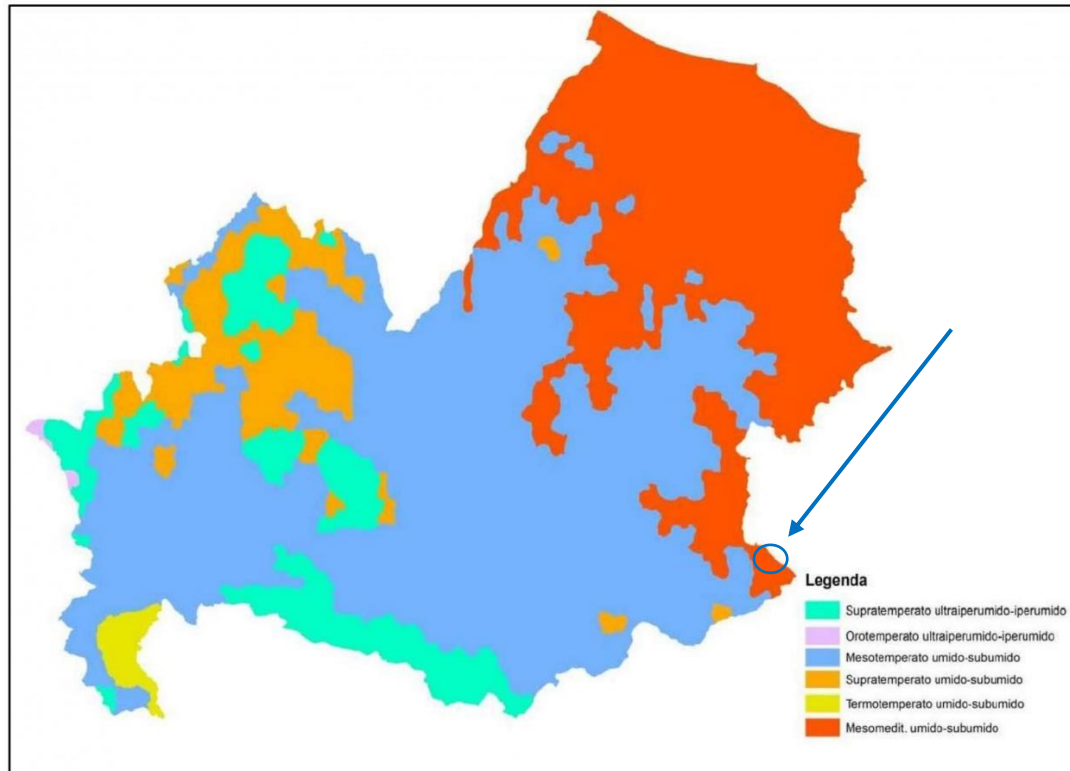 Legenda
Supratemperato ultraiperumido-iperumido
Orotemperato ultraiperumido-iperumido
Mesotemperato umido-subumido
Supratemperato umido-subumido
Termotemperato umido-subumido
Mesomedit. umido-subumido